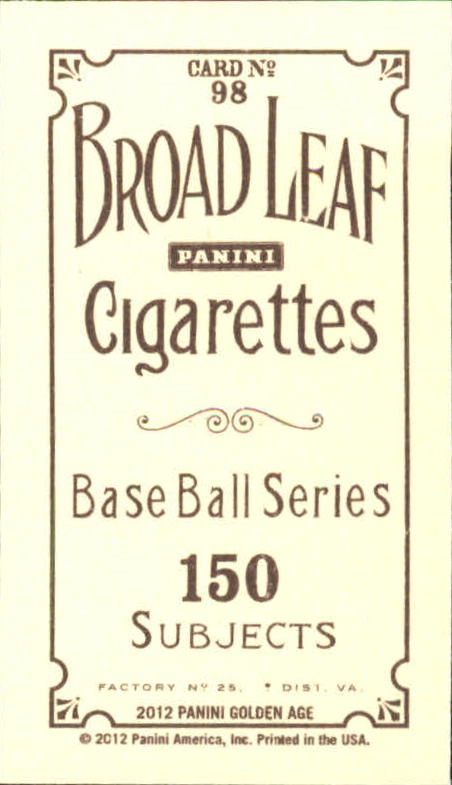 CARD Nº
98
BROAD LEAF
PANINI
Cigarettes
Base Ball Series
150
SUBJECTS
FACTORY Nº 25. * DIST. VA.
2012 PANINI GOLDEN AGE
© 2012 Panini America, Inc. Printed in the USA.